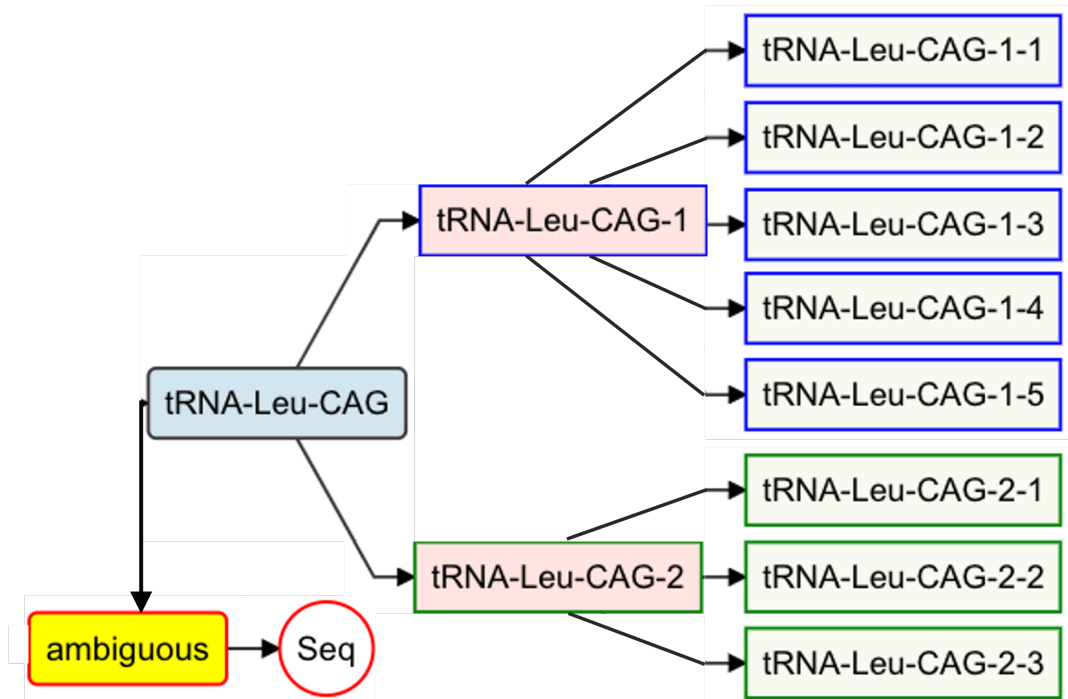 tRNA-Leu-CAG-1-1
tRNA-Leu-CAG-1-2
tRNA-Leu-CAG-1
tRNA-Leu-CAG-1-3
tRNA-Leu-CAG-1-4
tRNA-Leu-CAG-1-5
tRNA-Leu-CAG
tRNA-Leu-CAG-2-1
tRNA-Leu-CAG-2
tRNA-Leu-CAG-2-2
tRNA-Leu-CAG-2-3
ambiguous
Seq